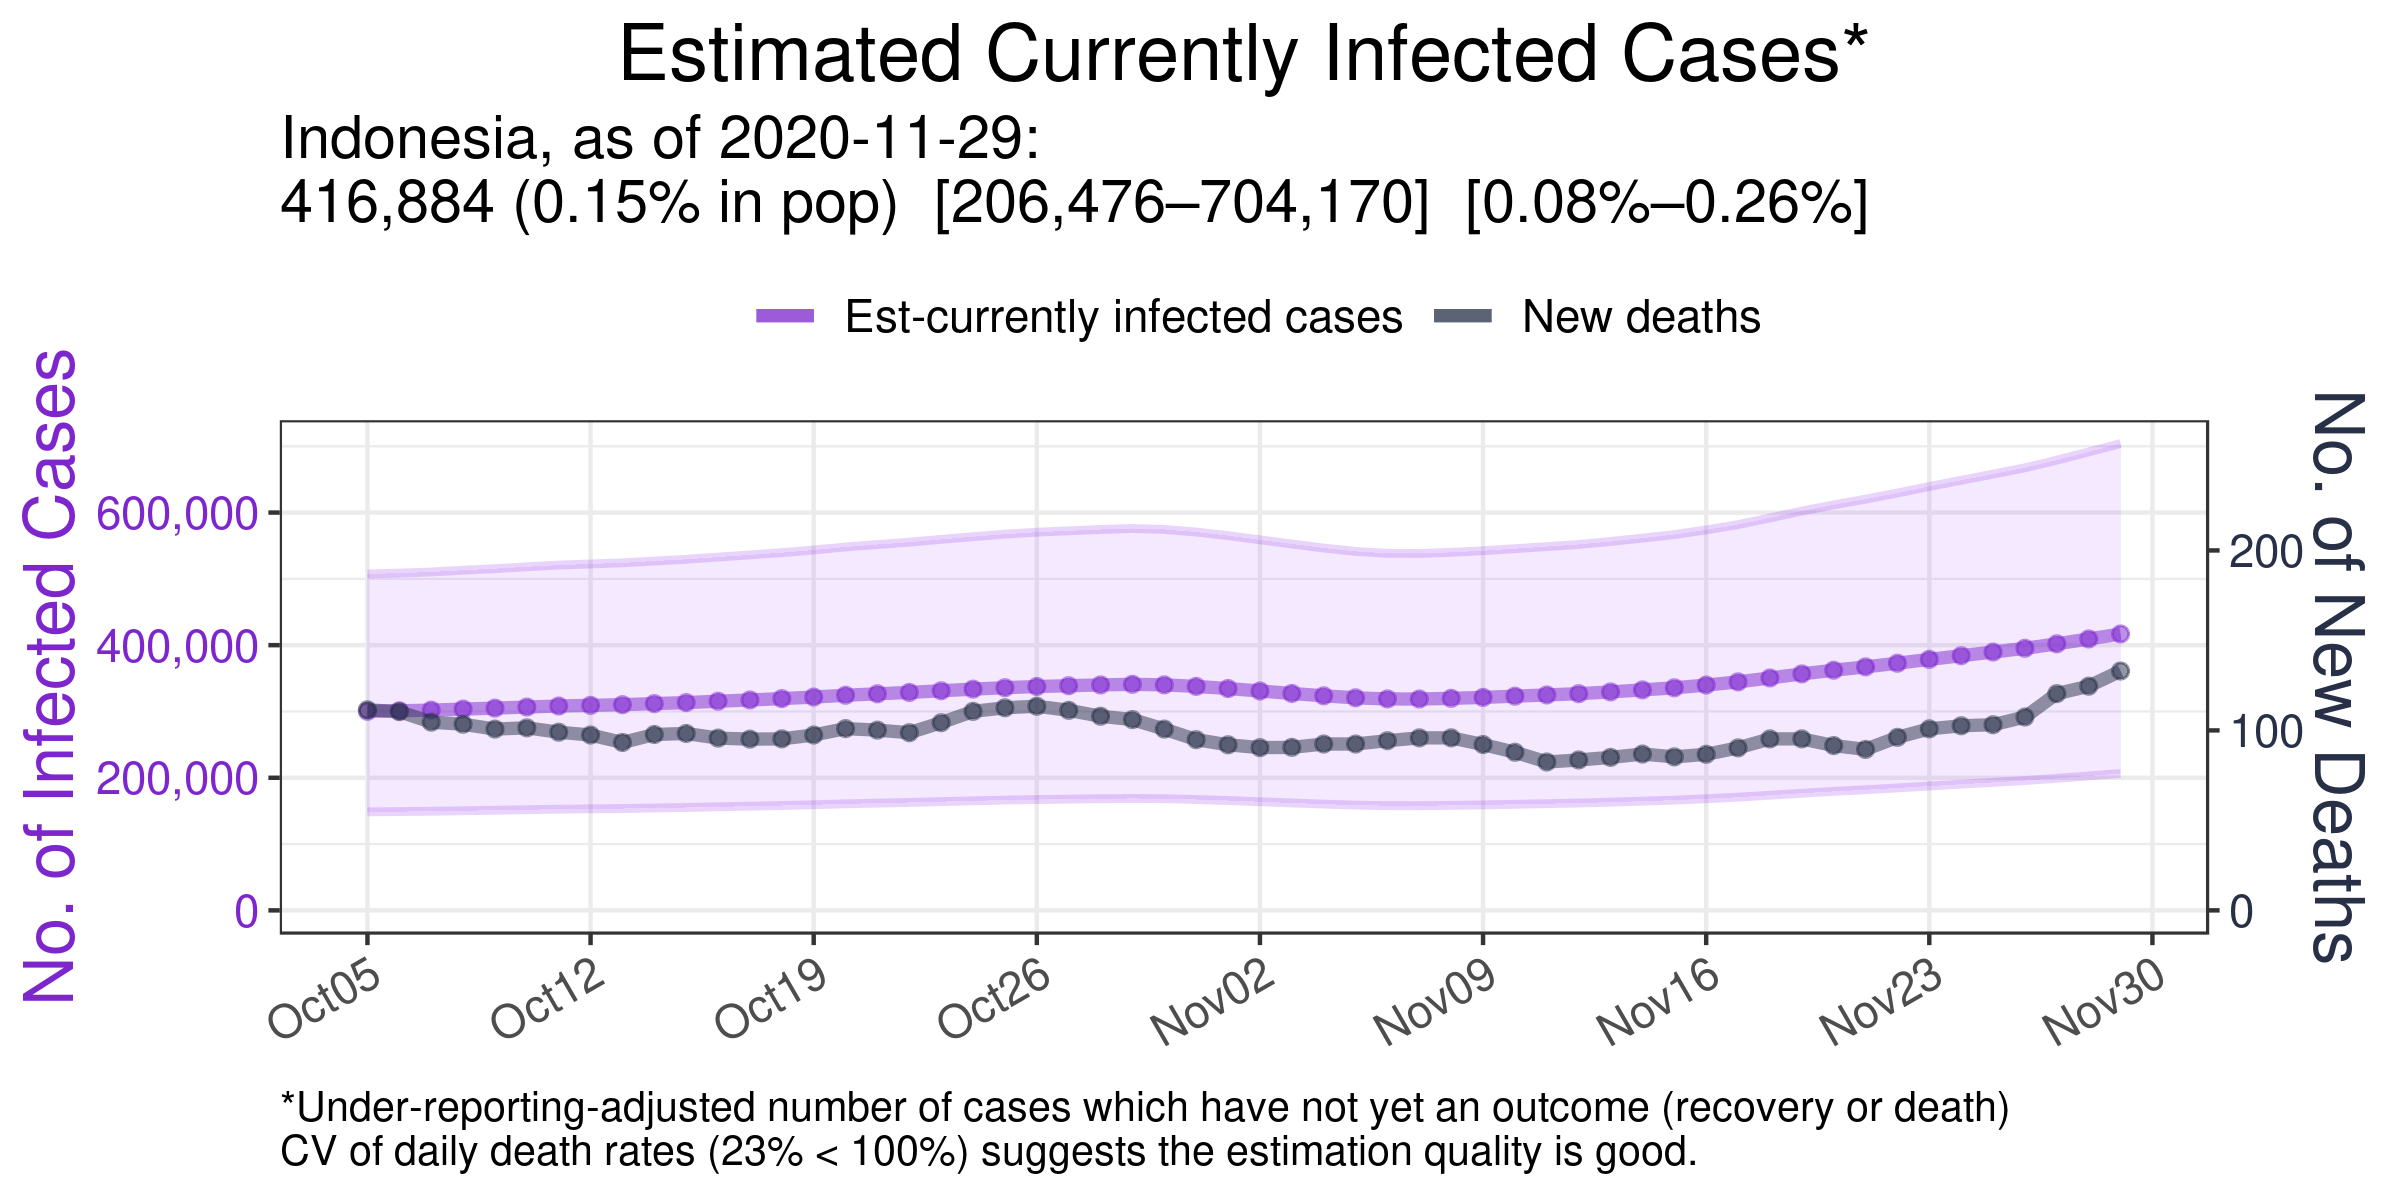 Estimated Currently Infected Cases*
Indonesia, as of 2020-11-29:
416,884 (0.15% in pop)  [206,476–704,170]  [0.08%–0.26%]
Est-currently infected cases
New deaths
No. of Infected Cases
600,000
400,000
200,000
0
No. of New Deaths
200
100
0
Oct05
Oct12
Oct19
Oct26
Nov02
Nov09
Nov16
Nov23
Nov30
*Under-reporting-adjusted number of cases which have not yet an outcome (recovery or death)
CV of daily death rates (23% < 100%) suggests the estimation quality is good.